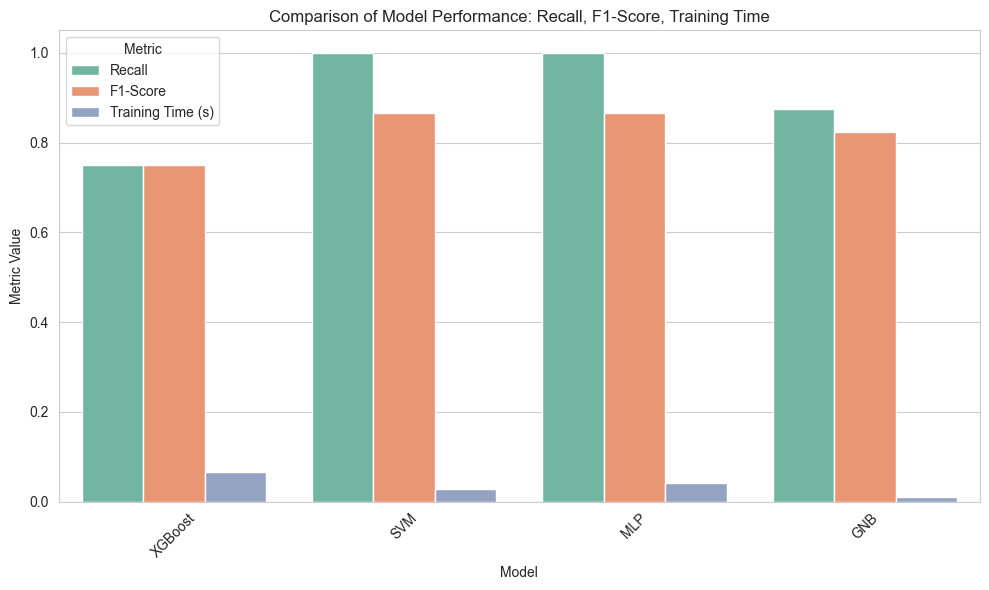 Comparison of Model Performance: Recall, F1-Score, Training Time
Metric
Recall
F1-Score
Training Time (s)
Metric Value
1.0
0.8
0.6
0.4
0.2
0.0
XGBoost
SVM
MLP
GNB
Model